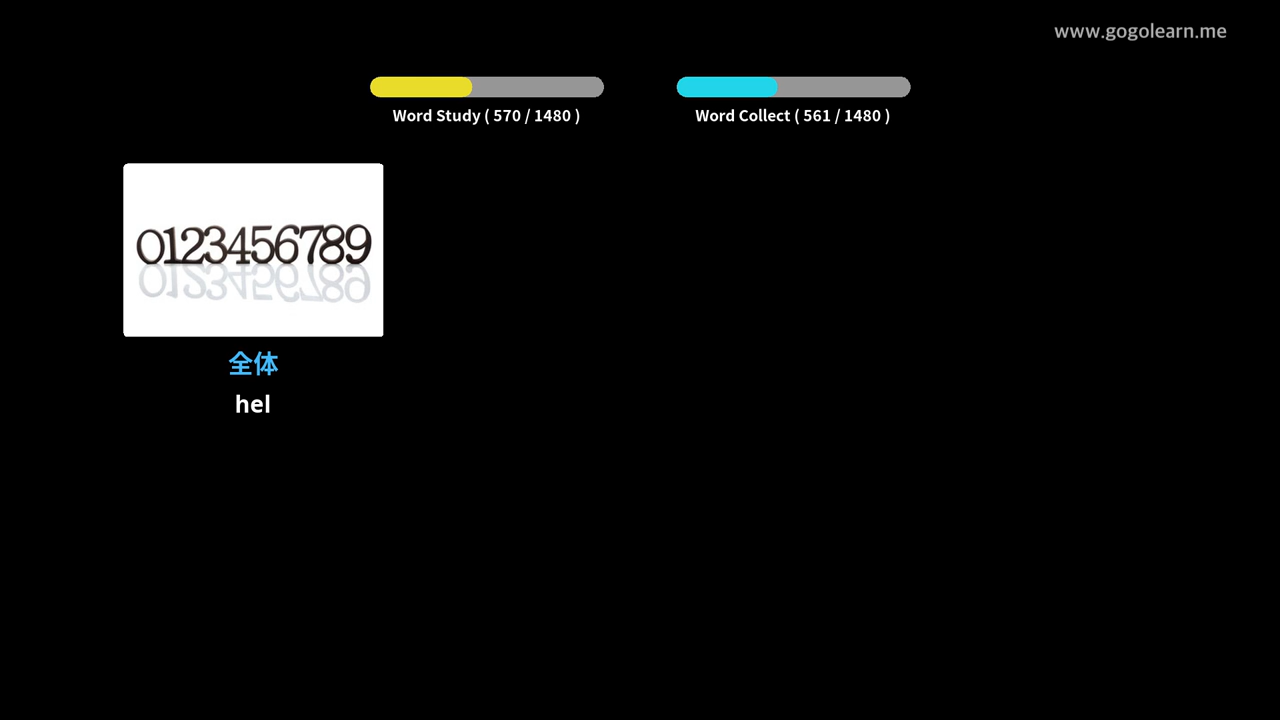 www.gogolearn.me
Word Study ( 570 / 1480 )
Word Collect ( 561 / 1480 )
0123456789
全体
hel